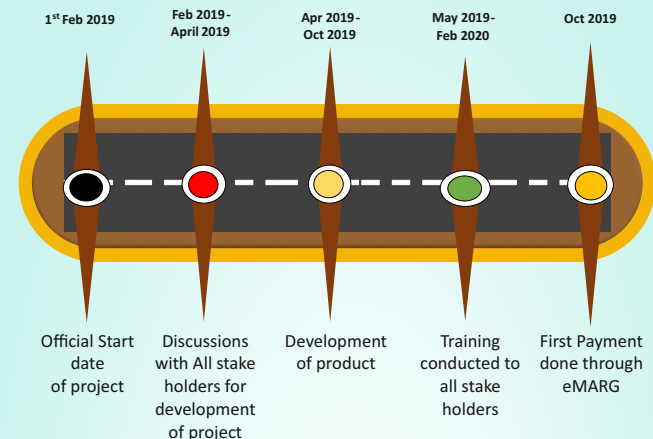 1st Feb 2019
Feb 2019-
April 2019
Apr 2019-
Oct 2019
May 2019-
Feb 2020
Oct 2019
Official Start
date
of project
Discussions
with All stake
holders for
development
of project
Development
of product
Training
conducted to
all stake
holders
First Payment
done through
eMARG